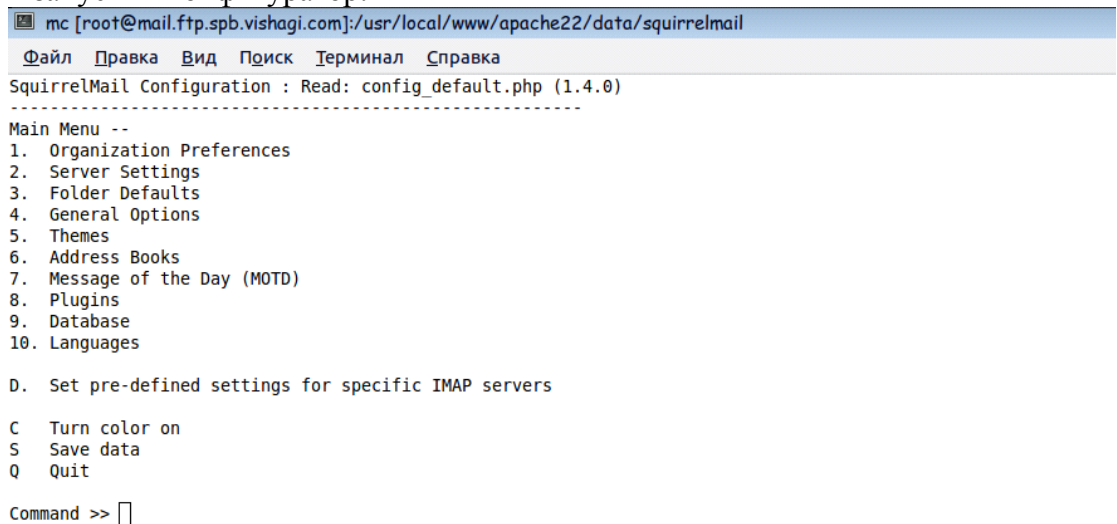 mc [root@mail.ftp.spb.vishagi.com]:/usr/local/www/apache22/data/squirrelmail
Файл Правка Вид Поиск Терминал Справка
SquirrelMail Configuration : Read: config_default.php (1.4.0)
---------------------------------------------------------
Main Menu --
1. Organization Preferences
2. Server Settings
3. Folder Defaults
4. General Options
5. Themes
6. Address Books
7. Message of the Day (MOTD)
8. Plugins
9. Database
10. Languages
D. Set pre-defined settings for specific IMAP servers
C Turn color on
S Save data
Q Quit
Command >>